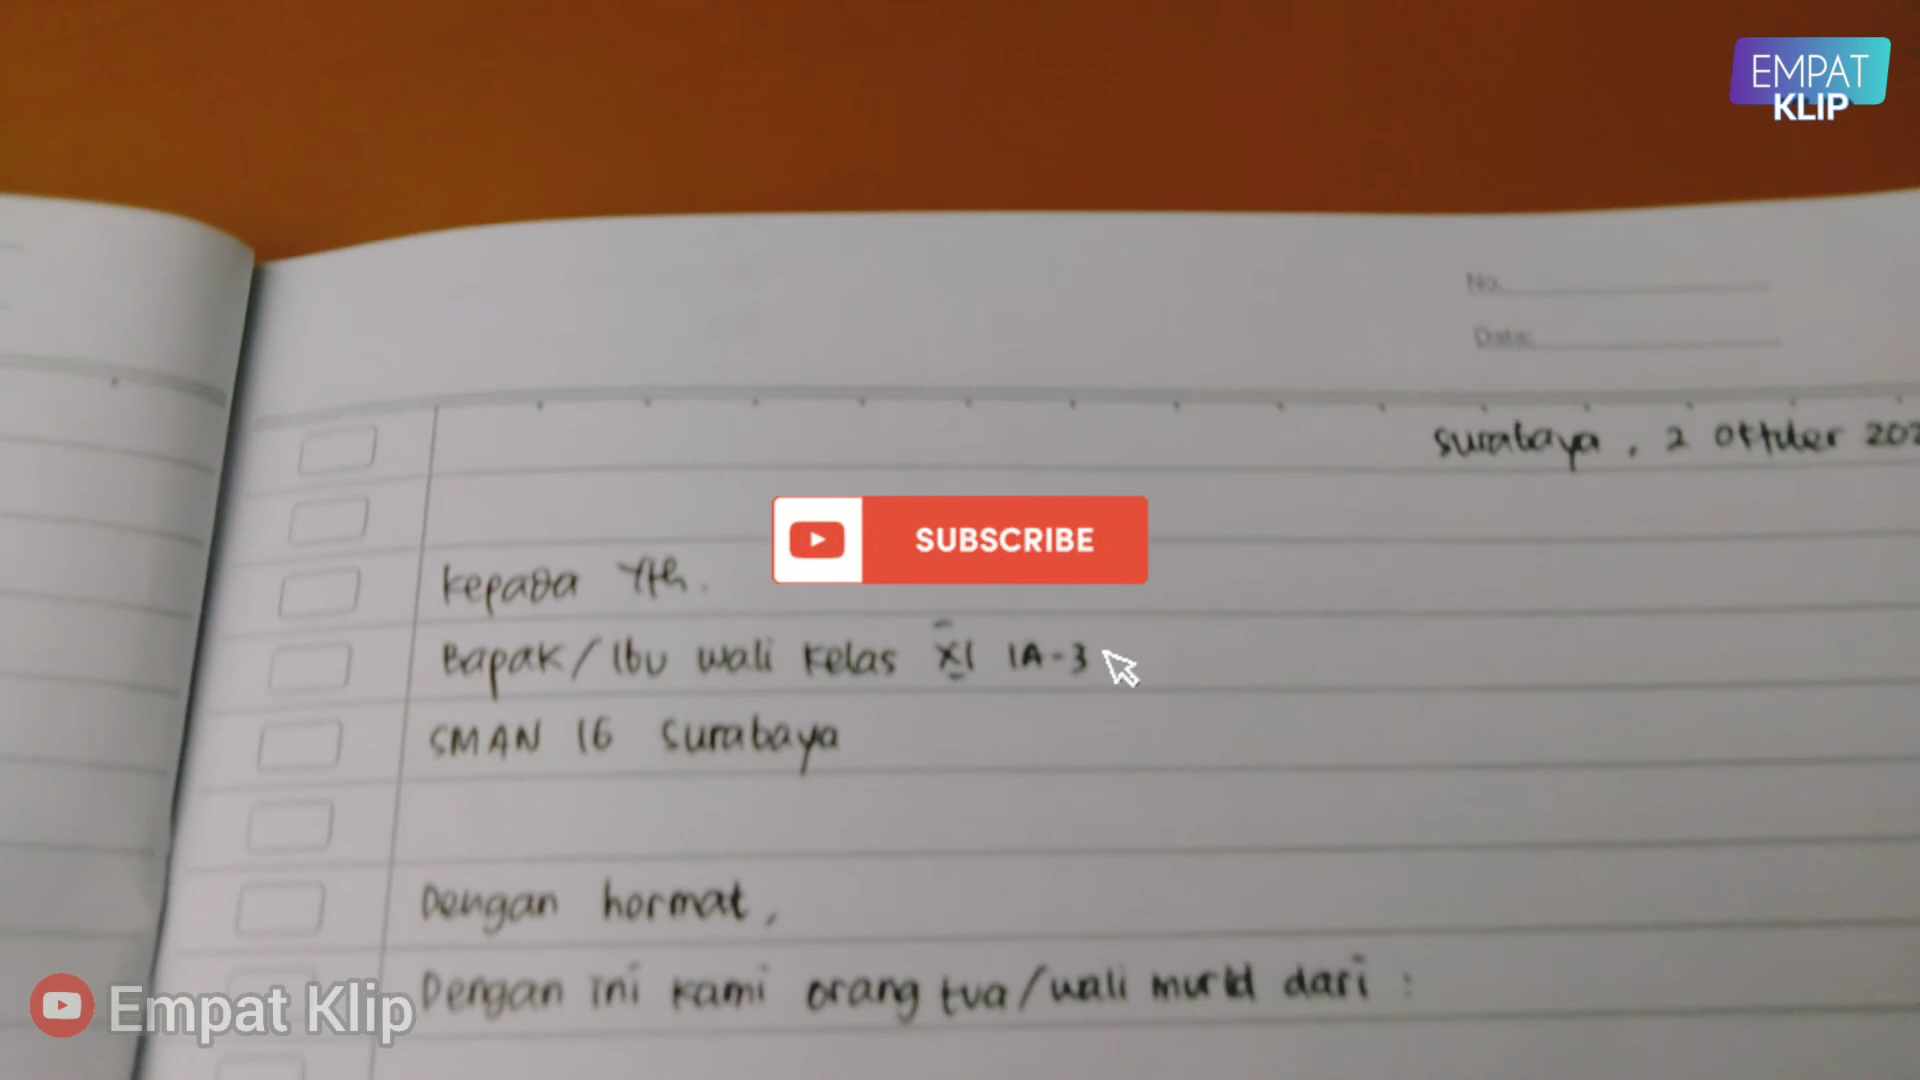 EMPAT
KLIP
No.
Date:
Surabaya, 2 Oktober 202
SUBSCRIBE
Kepada Yth.
Bapak/Ibu Wali Kelas XI IA-3
SMAN 16 Surabaya
Dengan hormat,
Dengan ini kami orang tua/wali murid dari :
Empat Klip